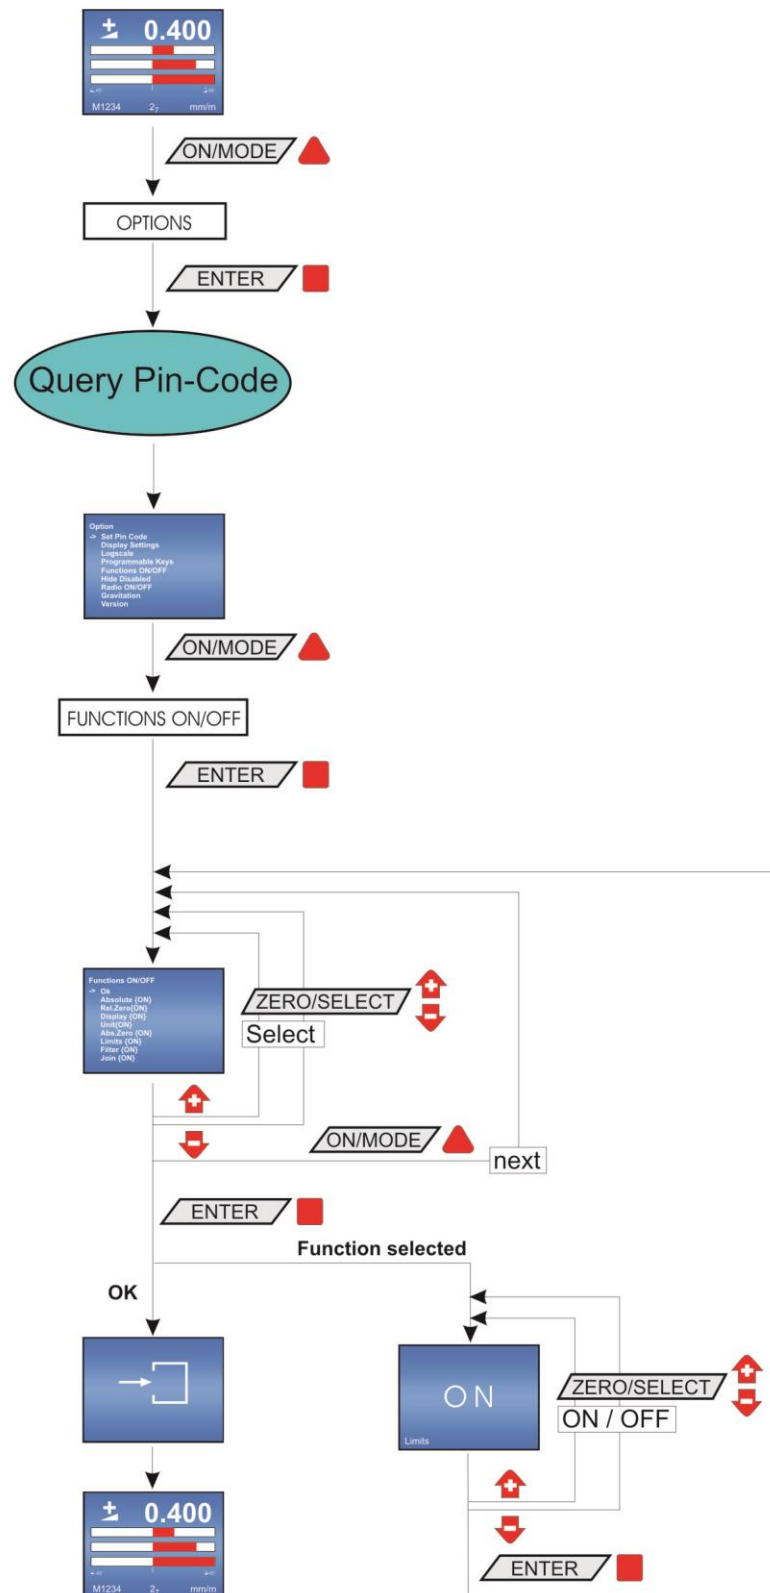 0.400
M1234 2₇ mm/m
ON/MODE
OPTIONS
ENTER
Query Pin-Code
Option
-> Set Pin Code
Display Settings
Logscale
Programmable Keys
Functions ON/OFF
Hide Disabled
Radio ON/OFF
Gravitation
Version
ON/MODE
FUNCTIONS ON/OFF
ENTER
Functions ON/OFF
-> Ok
Absolute {ON}
Rel.Zero{ON}
Display {ON}
Unit{ON}
Abs.Zero {ON}
Limits {ON}
Filter {ON}
Join {ON}
ZERO/SELECT
Select
ON/MODE
next
ENTER
Function selected
OK
ON
Limits
ZERO/SELECT
ON / OFF
0.400
M1234 2₇ mm/m
ENTER